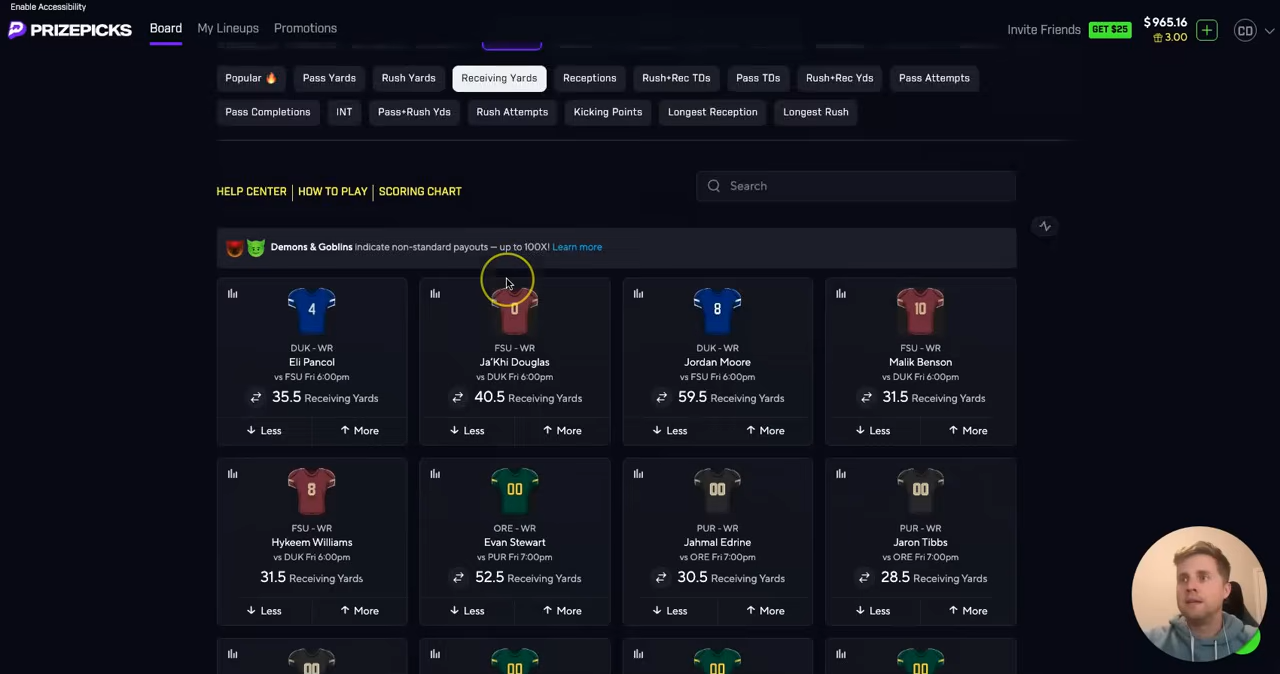 Enable Accessibility
PRIZEPICKS Board My Lineups Promotions Invite Friends GET $25 $965.16 3.00 + CD
Popular 🔥 Pass Yards Rush Yards Receiving Yards Receptions Rush+Rec TDs Pass TDs Rush+Rec Yds Pass Attempts
Pass Completions INT Pass+Rush Yds Rush Attempts Kicking Points Longest Reception Longest Rush
HELP CENTER | HOW TO PLAY | SCORING CHART Search
Demons & Goblins indicate non-standard payouts – up to 100X! Learn more
4 0 8 10
DUK - WR FSU - WR DUK - WR FSU - WR
Eli Pancol Ja'Khi Douglas Jordan Moore Malik Benson
vs FSU Fri 6:00pm vs DUK Fri 6:00pm vs FSU Fri 6:00pm vs DUK Fri 6:00pm
35.5 Receiving Yards 40.5 Receiving Yards 59.5 Receiving Yards 31.5 Receiving Yards
↓ Less ↑ More ↓ Less ↑ More ↓ Less ↑ More ↓ Less ↑ More
8 00 00 00
FSU - WR ORE - WR PUR - WR PUR - WR
Hykeem Williams Evan Stewart Jahmal Edrine Jaron Tibbs
vs DUK Fri 6:00pm vs PUR Fri 7:00pm vs ORE Fri 7:00pm vs ORE Fri 7:00pm
31.5 Receiving Yards 52.5 Receiving Yards 30.5 Receiving Yards 28.5 Receiving Yards
↓ Less ↑ More ↓ Less ↑ More ↓ Less ↑ More ↓ Less ↑ More
00 00 00 00